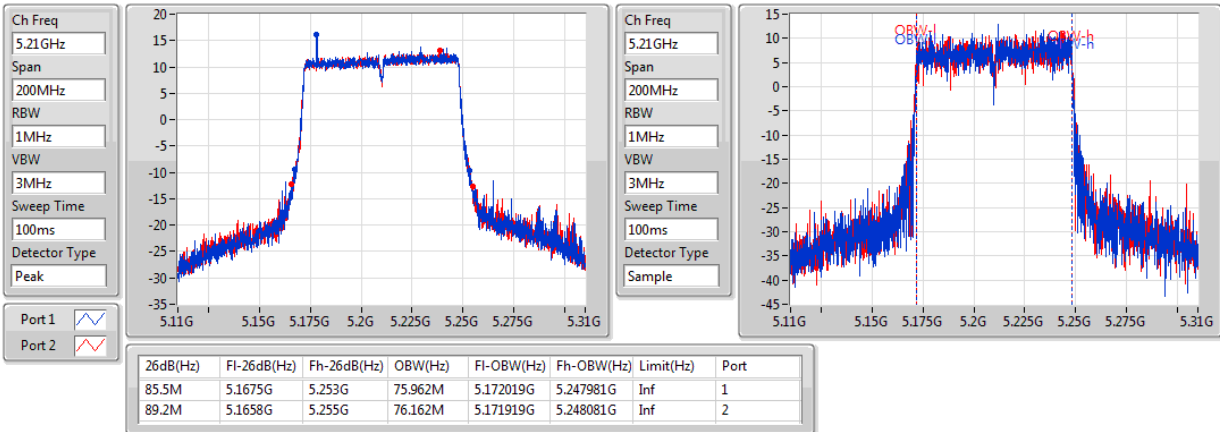 Ch Freq
5.21GHz
Span
200MHz
RBW
1MHz
VBW
3MHz
Sweep Time
100ms
Detector Type
Peak
Port 1
Port 2
20
15
10
5
0
-5
-10
-15
-20
-25
-30
-35
5.11G 5.15G 5.175G 5.2G 5.225G 5.25G 5.275G 5.31G
Ch Freq
5.21GHz
Span
200MHz
RBW
1MHz
VBW
3MHz
Sweep Time
100ms
Detector Type
Sample
15
10
5
0
-5
-10
-15
-20
-25
-30
-35
-40
-45
OBW-h
5.11G 5.15G 5.175G 5.2G 5.225G 5.25G 5.275G 5.31G
26dB(Hz) Fl-26dB(Hz) Fh-26dB(Hz) OBW(Hz) Fl-OBW(Hz) Fh-OBW(Hz) Limit(Hz) Port
85.5M 5.1675G 5.253G 75.962M 5.172019G 5.247981G Inf 1
89.2M 5.1658G 5.255G 76.162M 5.171919G 5.248081G Inf 2